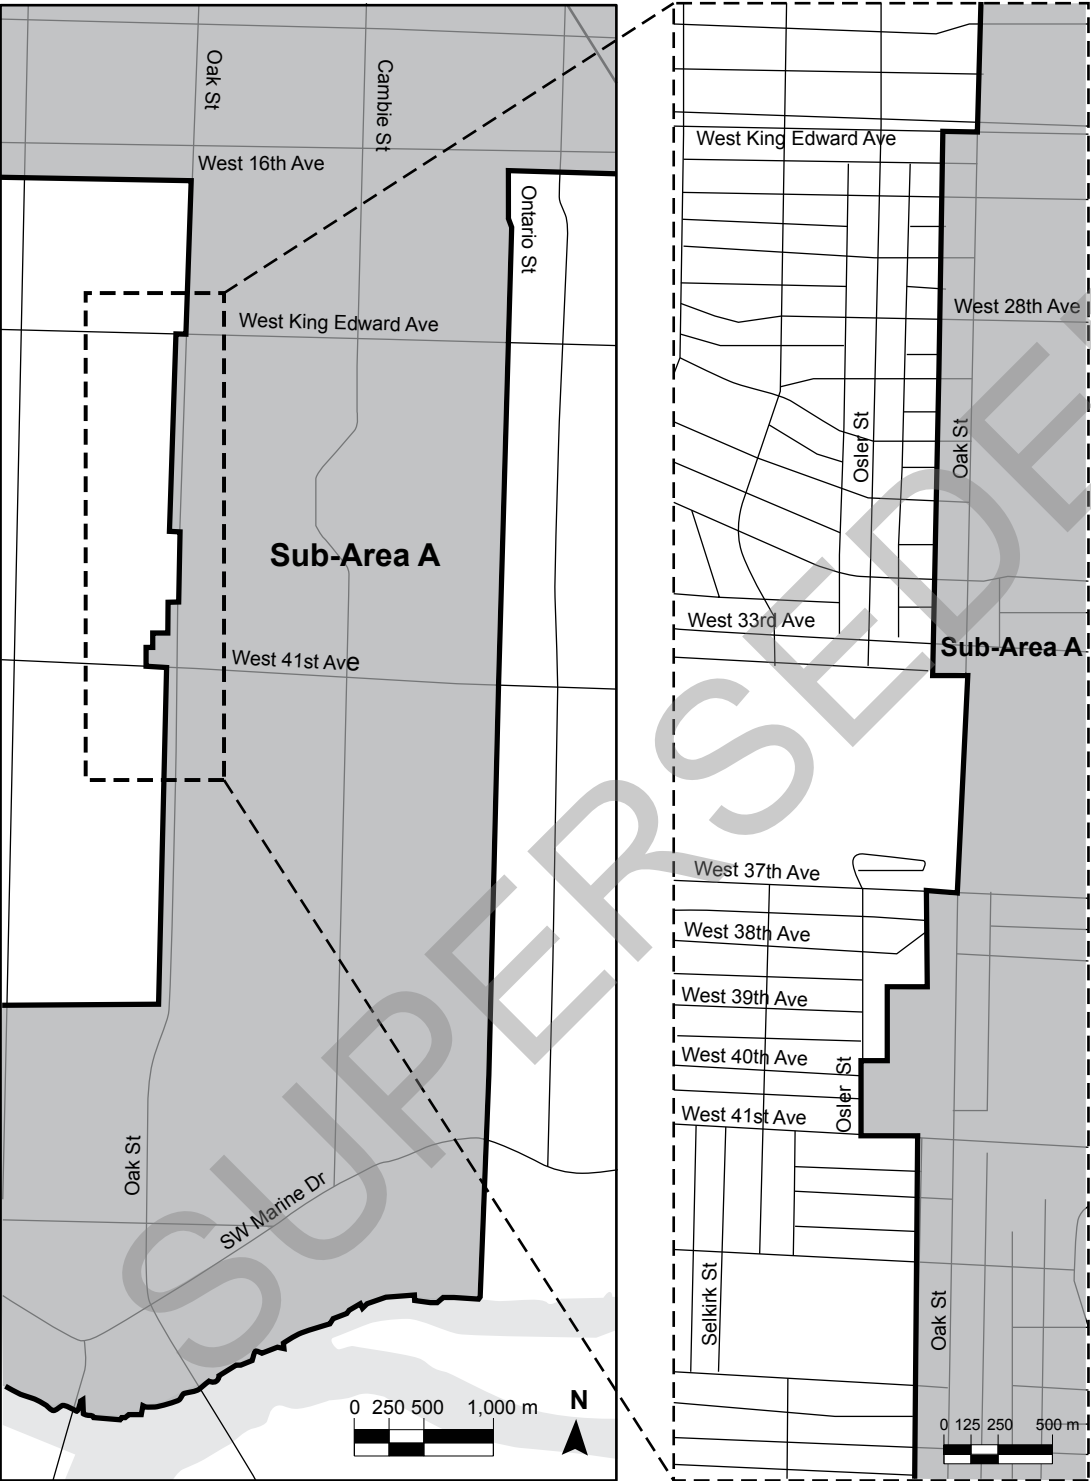 Oak St
Cambie St
West 16th Ave
Ontario St
West King Edward Ave
Sub-Area A
West 41st Ave
Oak St
SW Marine Dr
0 250 500 1,000 m
N
West King Edward Ave
West 28th Ave
Osler St
Oak St
West 33rd Ave
Sub-Area A
West 37th Ave
West 38th Ave
West 39th Ave
West 40th Ave
Osler St
West 41st Ave
Selkirk St
Oak St
0 125 250 500 m
SUPERSEDE